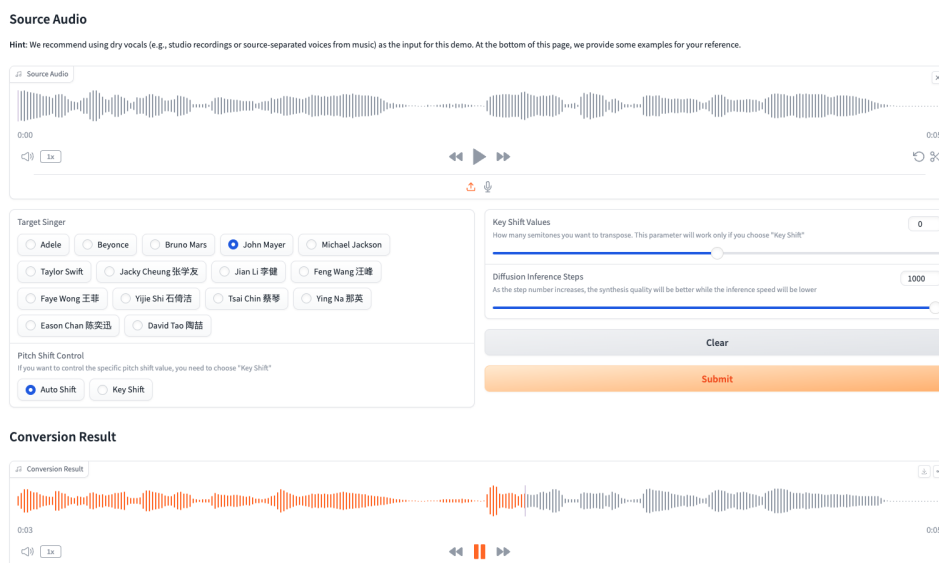 Source Audio
Hint: We recommend using dry vocals (e.g., studio recordings or source-separated voices from music) as the input for this demo. At the bottom of this page, we provide some examples for your reference.
Source Audio
0:00
1x
Target Singer
Adele Beyonce Bruno Mars John Mayer Michael Jackson
Taylor Swift Jacky Cheung 张学友 Jian Li 李健 Feng Wang 汪峰
Faye Wong 王菲 Yijie Shi 石倚洁 Tsai Chin 蔡琴 Ying Na 那英
Eason Chan 陈奕迅 David Tao 陶喆
Pitch Shift Control
If you want to control the specific pitch shift value, you need to choose "Key Shift"
Auto Shift Key Shift
Key Shift Values 0
How many semitones you want to transpose. This parameter will work only if you choose "Key Shift"
Diffusion Inference Steps 1000
As the step number increases, the synthesis quality will be better while the inference speed will be lower
Clear
Submit
Conversion Result
Conversion Result
0:03
1x